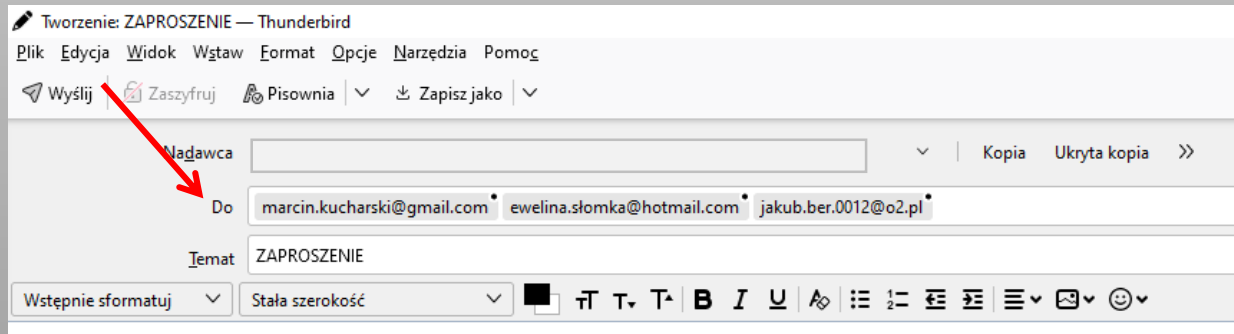 Tworzenie: ZAPROSZENIE — Thunderbird
Plik Edycja Widok Wstaw Format Opcje Narzędzia Pomoc
Wyślij Zaszyfruj Pisownia Zapisz jako
Nadawca Kopia Ukryta kopia
Do marcin.kucharski@gmail.com ewelina.słomka@hotmail.com jakub.ber.0012@o2.pl
Temat ZAPROSZENIE
Wstępnie sformatuj Stała szerokość B I U